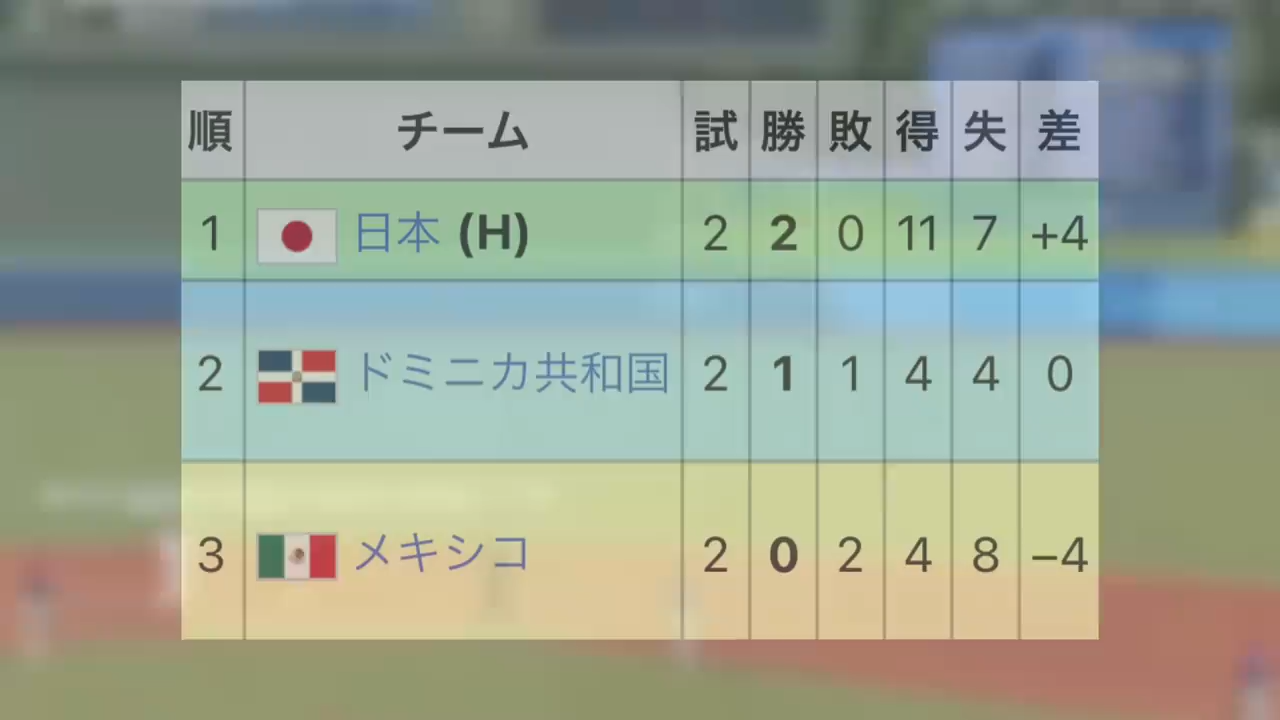 順 チーム 試 勝 敗 得 失 差
1 日本 (H) 2 2 0 11 7 +4
2 ドミニカ共和国 2 1 1 4 4 0
3 メキシコ 2 0 2 4 8 −4